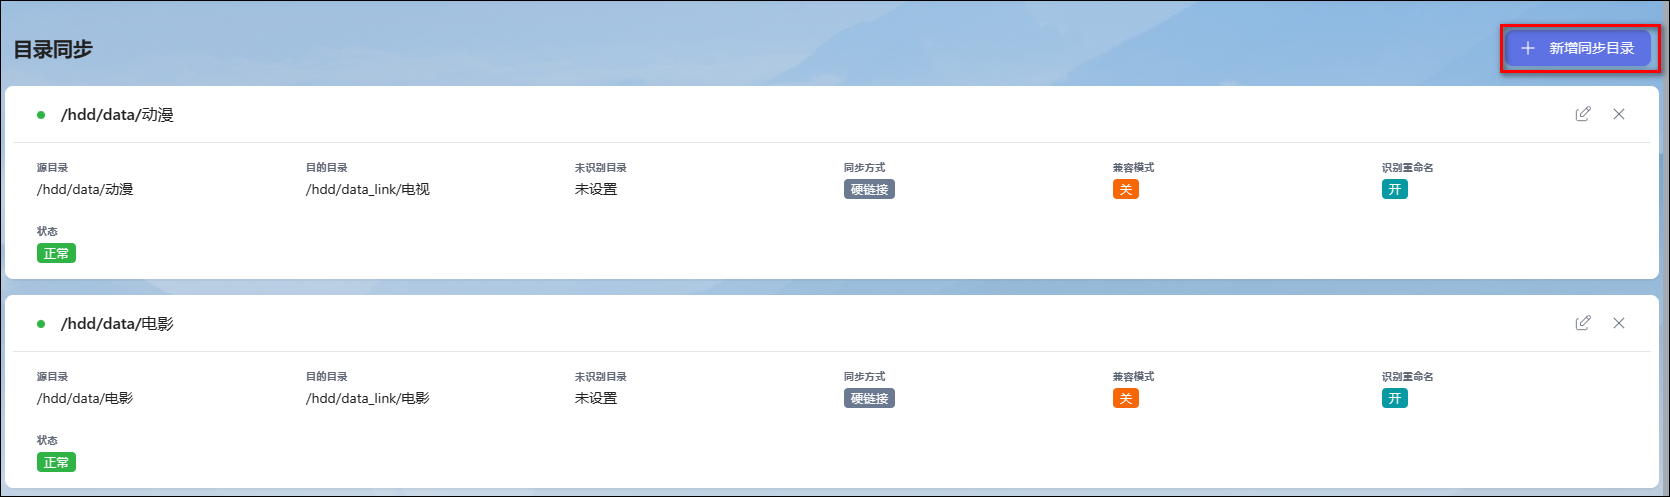 目录同步
新增同步目录
/hdd/data/动漫
源目录 目的目录 未识别目录 同步方式 兼容模式 识别重命名
/hdd/data/动漫 /hdd/data_link/电视 未设置 硬链接 关 开
状态
正常
/hdd/data/电影
源目录 目的目录 未识别目录 同步方式 兼容模式 识别重命名
/hdd/data/电影 /hdd/data_link/电影 未设置 硬链接 关 开
状态
正常